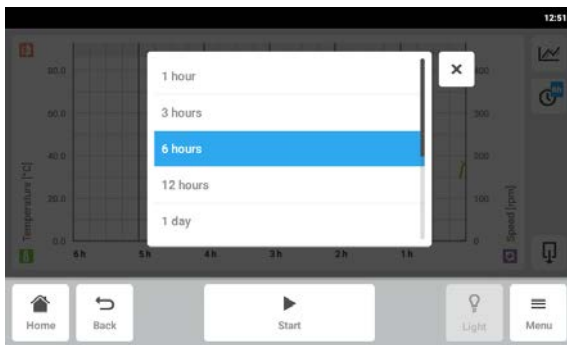 12:51
80.0
1 hour
400
6h
60.0
3 hours
300
40.0
6 hours
200
Temperature [°C]
20.0
12 hours
100
Speed [rpm]
0.0
1 day
0
6h 5h 4h 3h 2h 1h
Home Back Start Light Menu